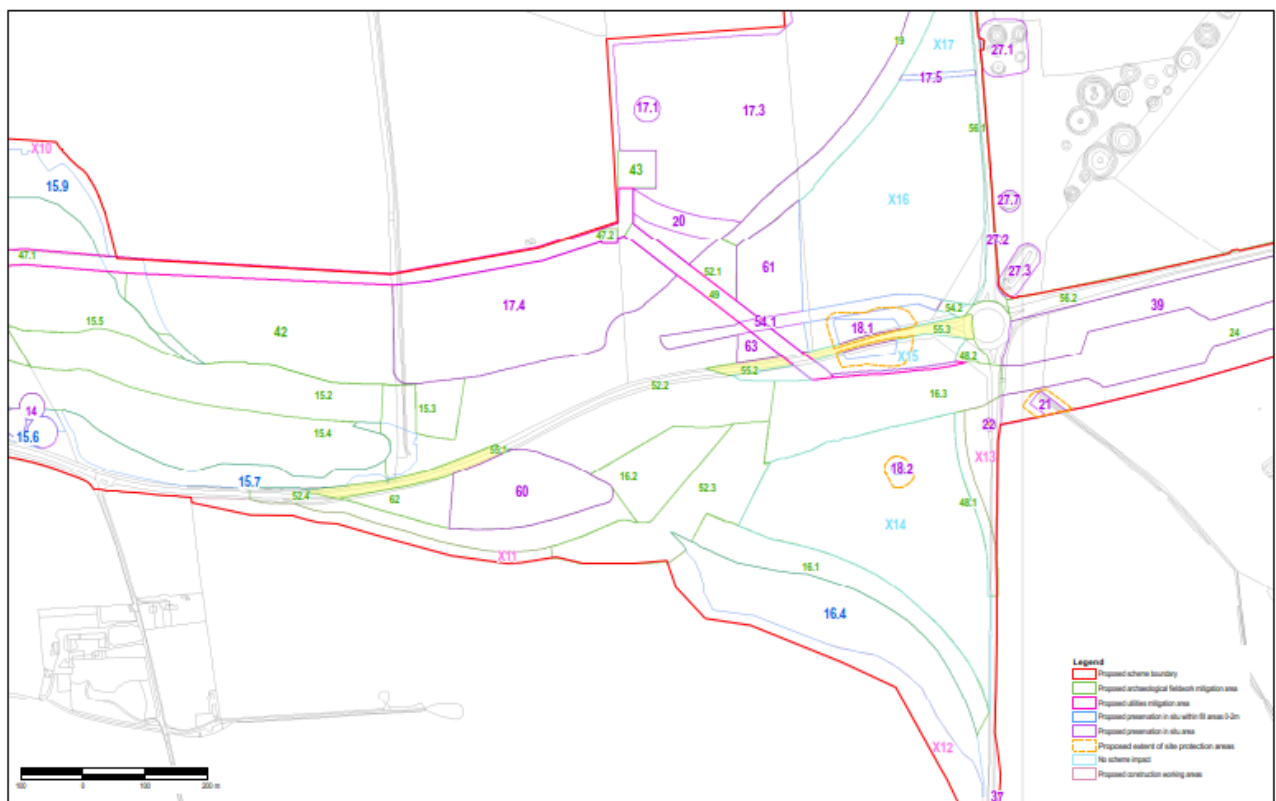 19
X17
27.1
17.5
17.1
17.3
56.1
X10
43
15.9
X16
27.7
20
47.2
27.2
47.1
52.1
61
27.3
49
56.2
17.4
54.2
39
15.5
42
54.1
18.1
55.3
24
63
X15
48.2
55.2
52.2
15.2
16.3
15.3
21
14
15.4
22
15.6
55.1
X13
18.2
15.7
16.2
60
52.3
52.4
62
48.1
X14
X11
16.1
16.4
Legend
Proposed scheme boundary
Proposed archaeological fieldwork mitigation area
Proposed utilities mitigation area
Proposed preservation in situ within fill areas 0-2m
Proposed preservation in situ area
Proposed extent of site protection areas
No scheme impact
Proposed construction working areas
X12
100 0 100 200 m
37